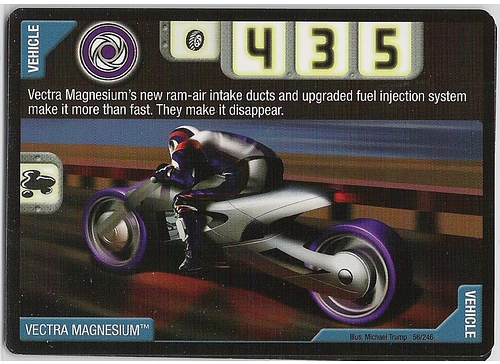 VEHICLE
4 3 5
Vectra Magnesium's new ram-air intake ducts and upgraded fuel injection system
make it more than fast. They make it disappear.
VECTRA MAGNESIUM™
Illus. Michael Trump 56/246
VEHICLE